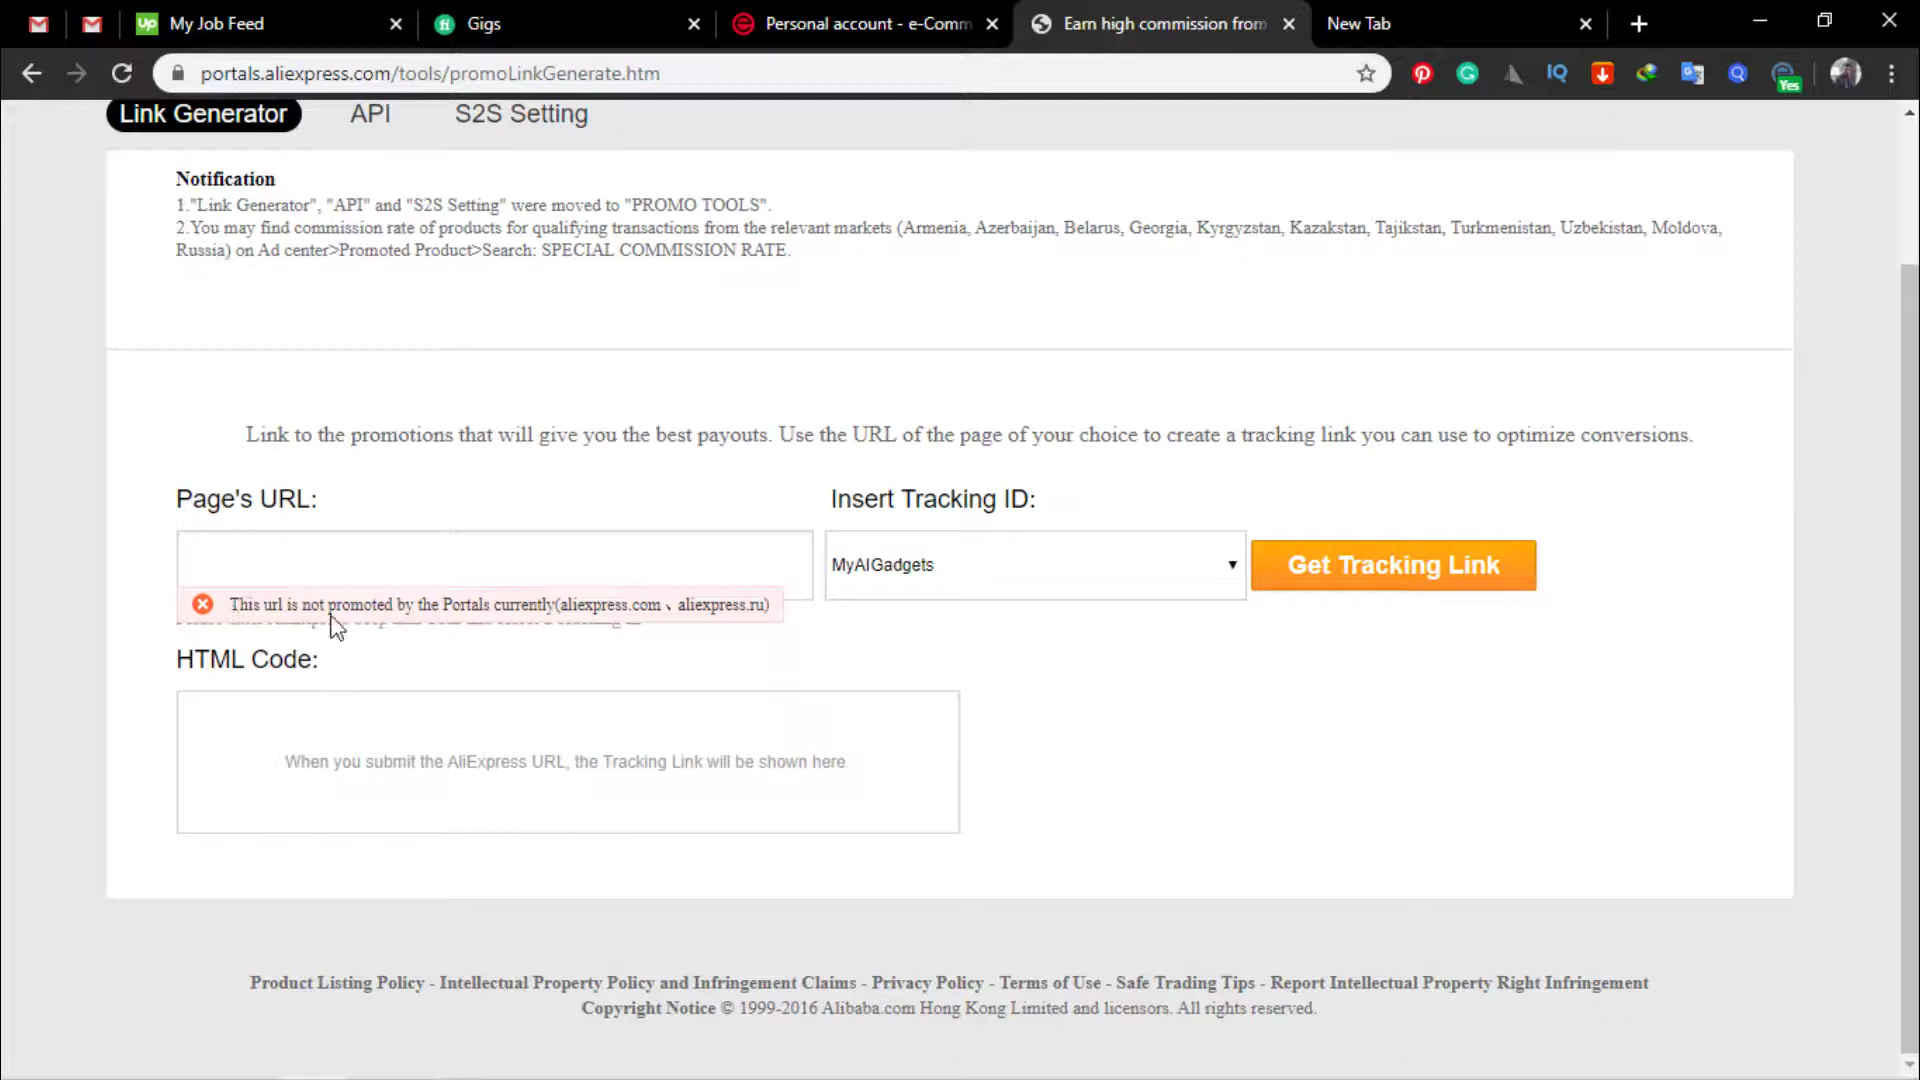 My Job Feed
Gigs
Personal account - e-Comm
Earn high commission from
New Tab
portals.aliexpress.com/tools/promoLinkGenerate.htm
Yes
Link Generator API S2S Setting
Notification
1."Link Generator", "API" and "S2S Setting" were moved to "PROMO TOOLS".
2.You may find commission rate of products for qualifying transactions from the relevant markets (Armenia, Azerbaijan, Belarus, Georgia, Kyrgyzstan, Kazakstan, Tajikstan, Turkmenistan, Uzbekistan, Moldova,
Russia) on Ad center>Promoted Product>Search: SPECIAL COMMISSION RATE.
Link to the promotions that will give you the best payouts. Use the URL of the page of your choice to create a tracking link you can use to optimize conversions.
Page's URL: Insert Tracking ID:
MyAIGadgets
Get Tracking Link
This url is not promoted by the Portals currently(aliexpress.com、aliexpress.ru)
HTML Code:
When you submit the AliExpress URL, the Tracking Link will be shown here.
Product Listing Policy - Intellectual Property Policy and Infringement Claims - Privacy Policy - Terms of Use - Safe Trading Tips - Report Intellectual Property Right Infringement
Copyright Notice © 1999-2016 Alibaba.com Hong Kong Limited and licensors. All rights reserved.